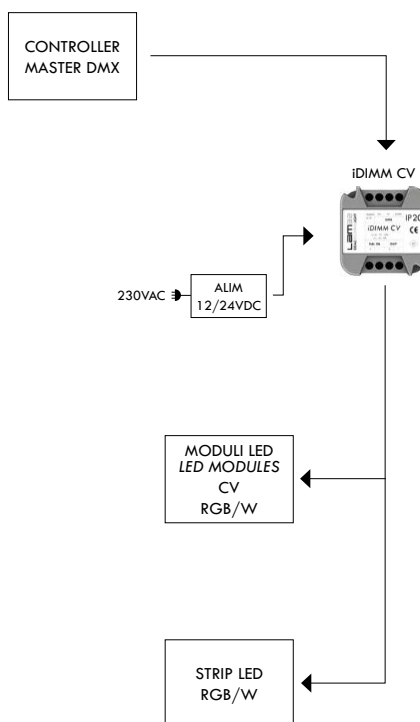 CONTROLLER
MASTER DMX
iDIMM CV
IP20
iDIMM CV
230VAC
ALIM
12/24VDC
MODULI LED
LED MODULES
CV
RGB/W
STRIP LED
RGB/W